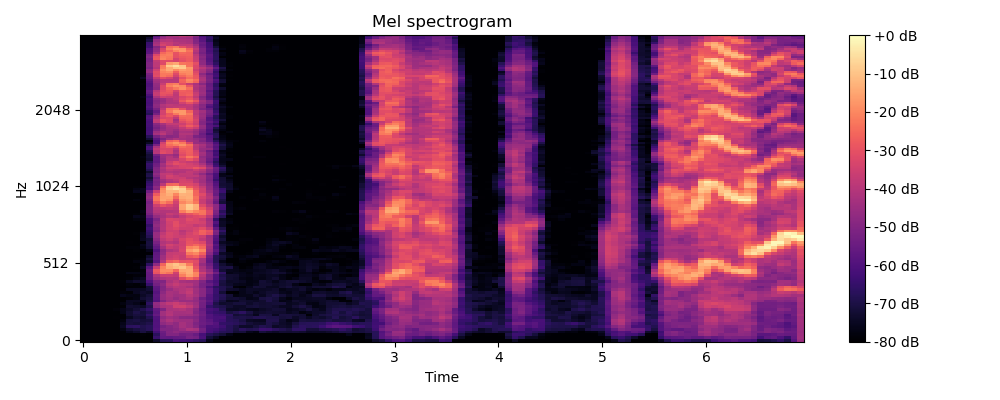 Mel spectrogram
+0 dB
-10 dB
-20 dB
-30 dB
-40 dB
-50 dB
-60 dB
-70 dB
-80 dB
Hz
2048
1024
512
0
0 1 2 3 4 5 6
Time